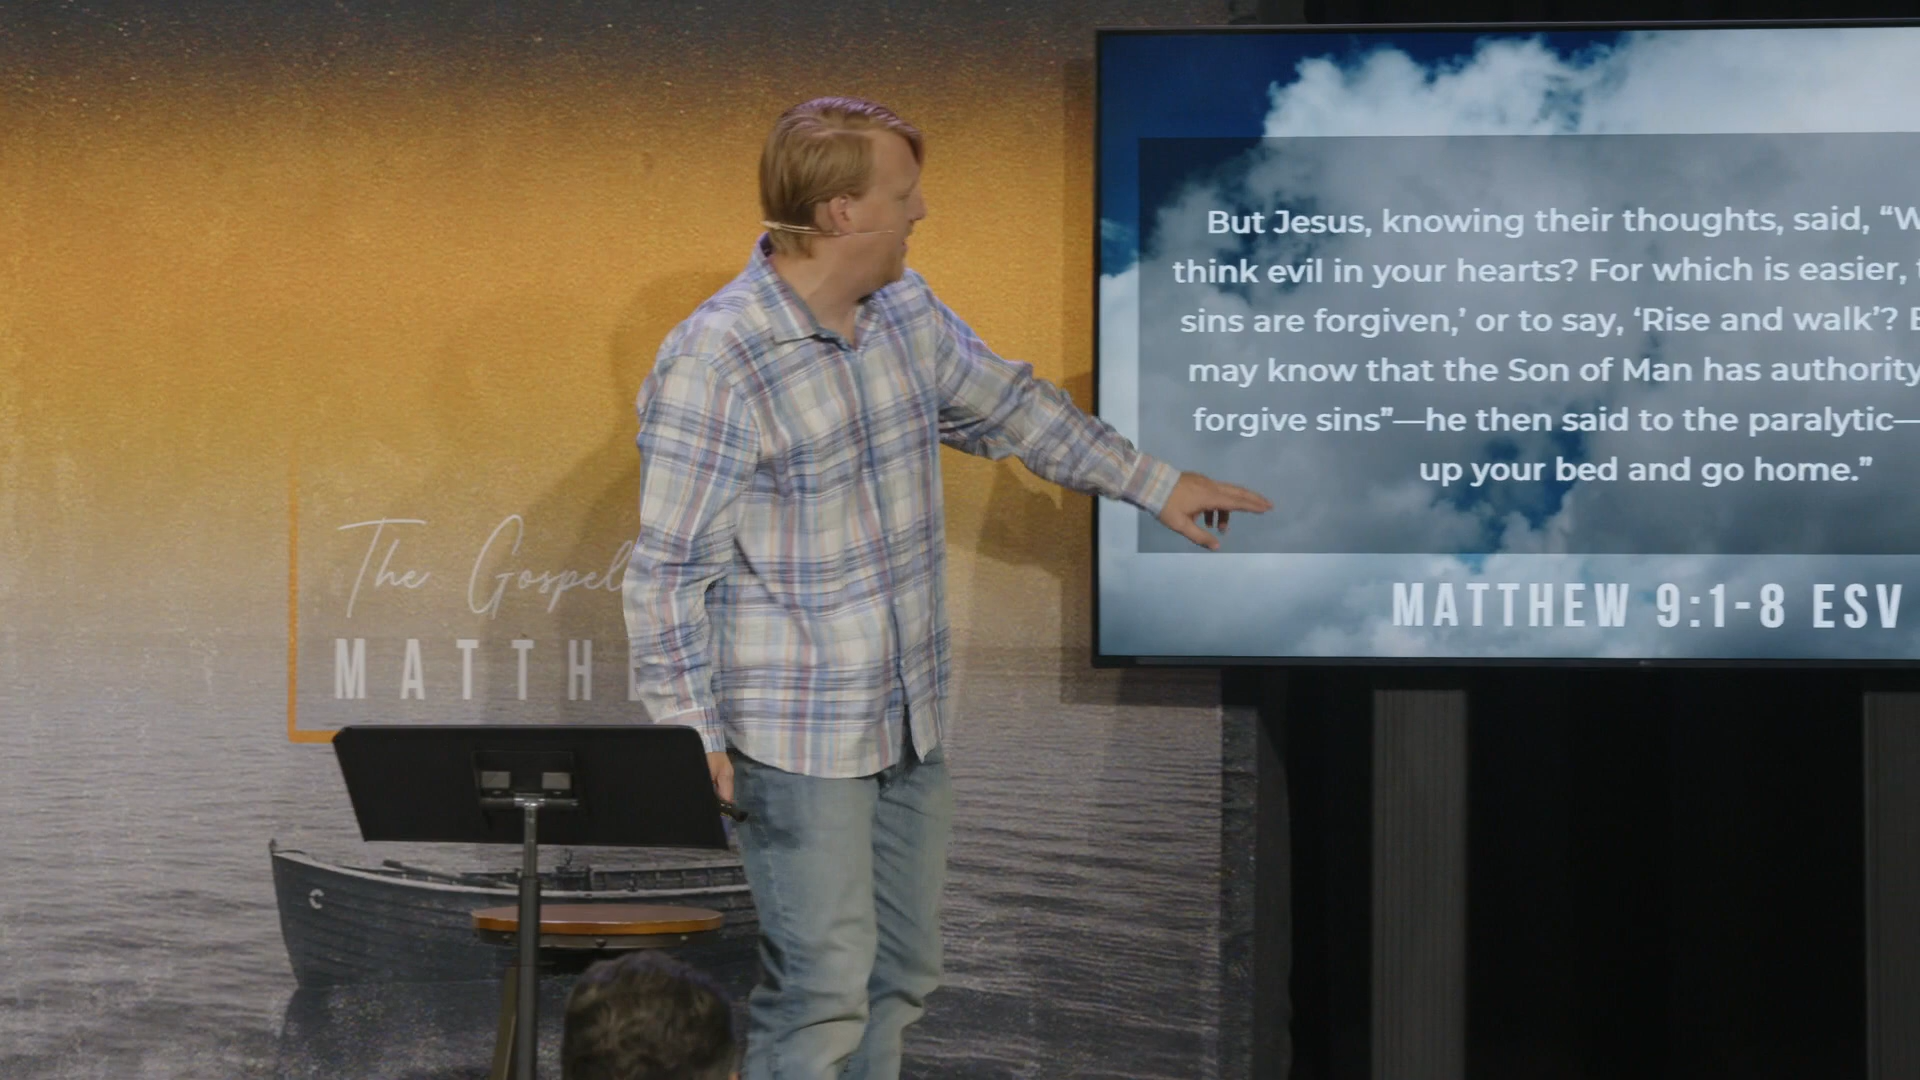 But Jesus, knowing their thoughts, said, “W
think evil in your hearts? For which is easier,
sins are forgiven,’ or to say, ‘Rise and walk’?
may know that the Son of Man has authority
forgive sins”—he then said to the paralytic—
up your bed and go home.”
MATTHEW 9:1-8 ESV
The Gospel
MATTH
C